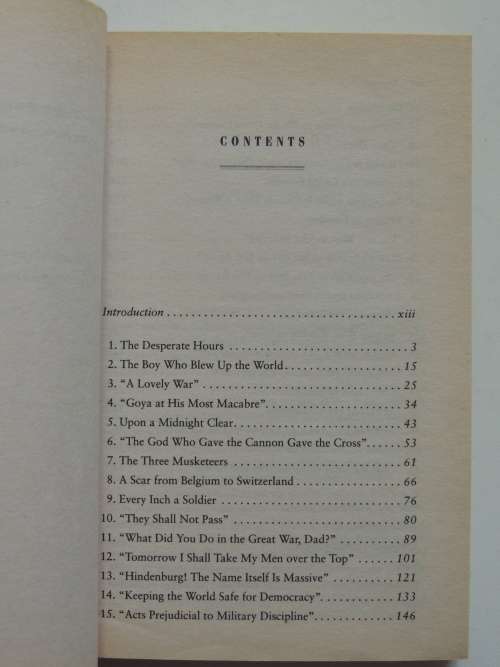 CONTENTS
Introduction . . . . . . . . . . . . . . . . . . . . . . . . . . . . . . . . . . . . . xiii
1. The Desperate Hours . . . . . . . . . . . . . . . . . . . . . . . . . . . . . 3
2. The Boy Who Blew Up the World. . . . . . . . . . . . . . . . . . . 15
3. “A Lovely War” . . . . . . . . . . . . . . . . . . . . . . . . . . . . . . . . 25
4. “Goya at His Most Macabre”. . . . . . . . . . . . . . . . . . . . . . 34
5. Upon a Midnight Clear. . . . . . . . . . . . . . . . . . . . . . . . . . . 43
6. “The God Who Gave the Cannon Gave the Cross”. . . . . . 53
7. The Three Musketeers . . . . . . . . . . . . . . . . . . . . . . . . . . . 61
8. A Scar from Belgium to Switzerland . . . . . . . . . . . . . . . . . 66
9. Every Inch a Soldier . . . . . . . . . . . . . . . . . . . . . . . . . . . . . 76
10. “They Shall Not Pass” . . . . . . . . . . . . . . . . . . . . . . . . . . 80
11. “What Did You Do in the Great War, Dad?” . . . . . . . . . . 89
12. “Tomorrow I Shall Take My Men over the Top” . . . . . . 101
13. “Hindenburg! The Name Itself Is Massive” . . . . . . . . . . 121
14. “Keeping the World Safe for Democracy”. . . . . . . . . . . . 133
15. “Acts Prejudicial to Military Discipline”. . . . . . . . . . . . . 146